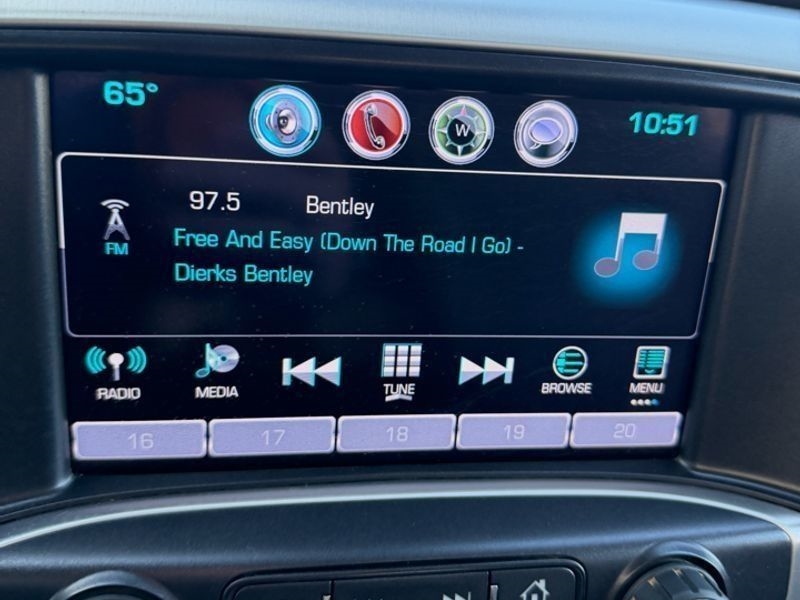 65°
W
10:51
97.5 Bentley
FM
Free And Easy (Down The Road I Go) -
Dierks Bentley
RADIO MEDIA TUNE BROWSE MENU
16 17 18 19 20